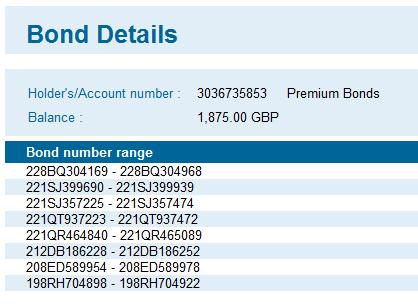 Bond Details
Holder's/Account number : 3036735853 Premium Bonds
Balance : 1,875.00 GBP
Bond number range
228BQ304169 - 228BQ304968
221SJ399690 - 221SJ399939
221SJ357225 - 221SJ357474
221QT937223 - 221QT937472
221QR464840 - 221QR465089
212DB186228 - 212DB186252
208ED589954 - 208ED589978
198RH704898 - 198RH704922